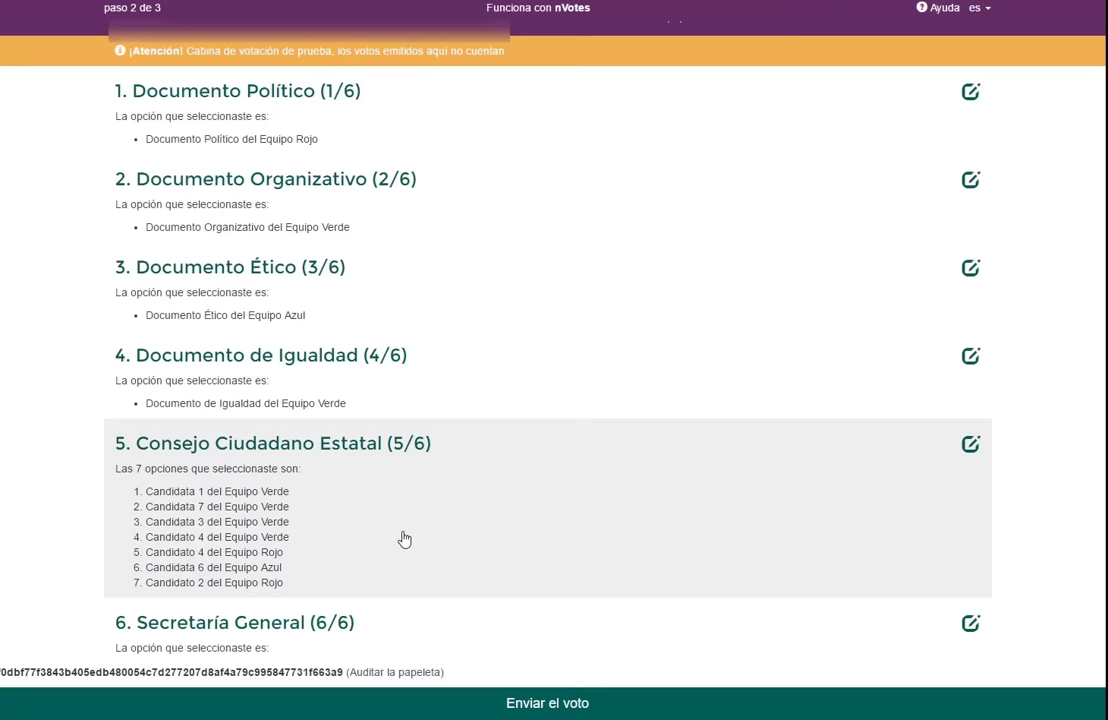 paso 2 de 3
Funciona con nVotes
Ayuda es
¡Atención! Cabina de votación de prueba, los votos emitidos aquí no cuentan
1. Documento Político (1/6)
La opción que seleccionaste es:
• Documento Político del Equipo Rojo
2. Documento Organizativo (2/6)
La opción que seleccionaste es:
• Documento Organizativo del Equipo Verde
3. Documento Ético (3/6)
La opción que seleccionaste es:
• Documento Ético del Equipo Azul
4. Documento de Igualdad (4/6)
La opción que seleccionaste es:
• Documento de Igualdad del Equipo Verde
5. Consejo Ciudadano Estatal (5/6)
Las 7 opciones que seleccionaste son:
1. Candidata 1 del Equipo Verde
2. Candidata 7 del Equipo Verde
3. Candidata 3 del Equipo Verde
4. Candidato 4 del Equipo Verde
5. Candidato 4 del Equipo Rojo
6. Candidata 6 del Equipo Azul
7. Candidato 2 del Equipo Rojo
6. Secretaría General (6/6)
La opción que seleccionaste es:
f0dbf77f3843b405edb480054c7d277207d8af4a79c995847731f663a9 (Auditar la papeleta)
Enviar el voto